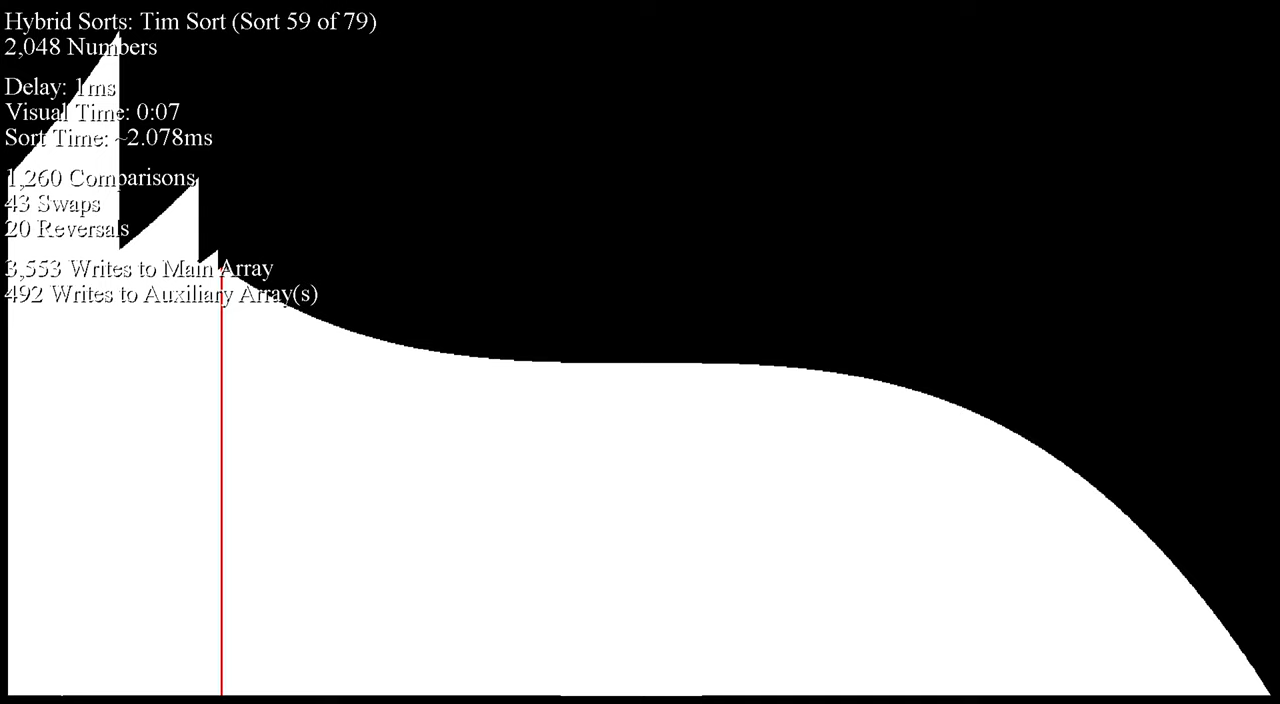 Hybrid Sorts: Tim Sort (Sort 59 of 79)
2,048 Numbers
Delay: 1ms
Visual Time: 0:07
Sort Time: ~2.078ms
1,260 Comparisons
43 Swaps
20 Reversals
3,553 Writes to Main Array
492 Writes to Auxiliary Array(s)